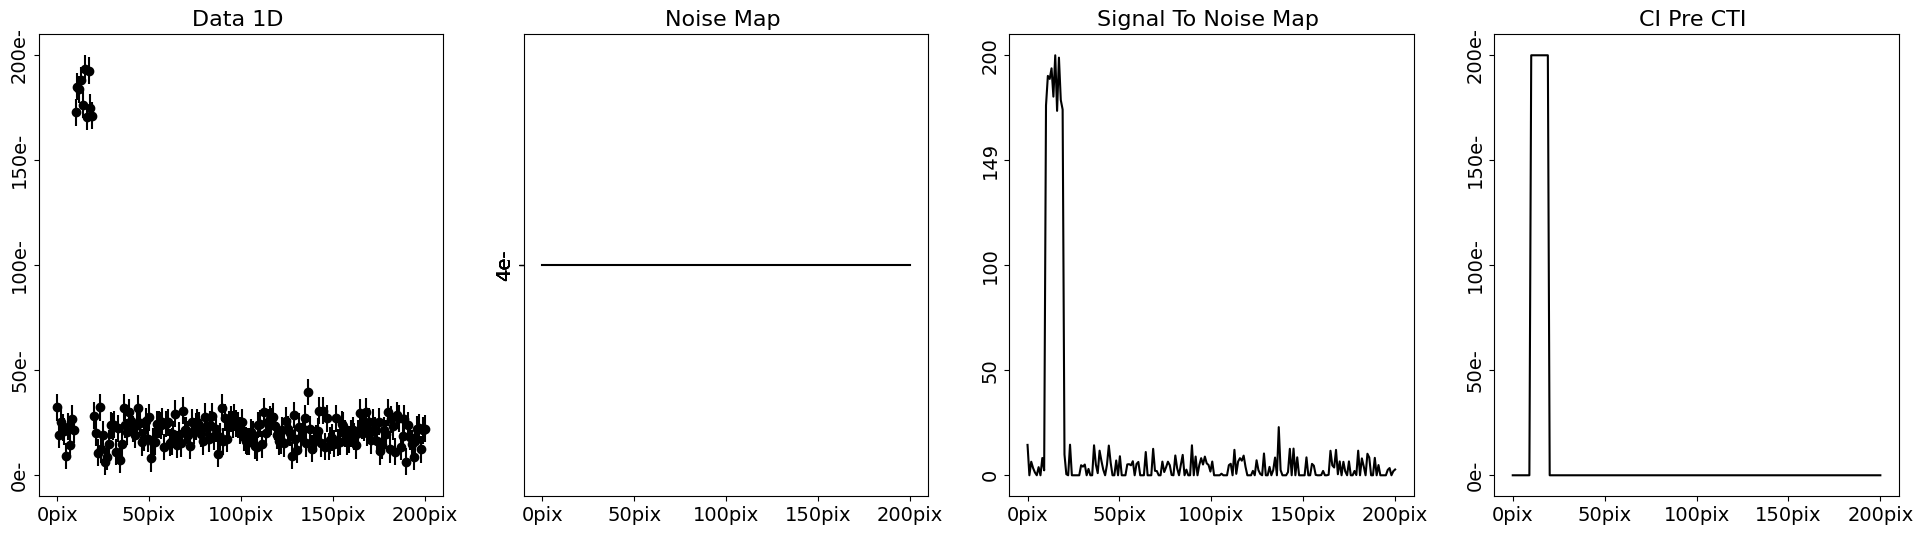 Data 1D
200e-
150e-
100e-
50e-
0e-
0pix 50pix 100pix 150pix 200pix
Noise Map
4e-
0pix 50pix 100pix 150pix 200pix
Signal To Noise Map
200
149
100
50
0
0pix 50pix 100pix 150pix 200pix
CI Pre CTI
200e-
150e-
100e-
50e-
0e-
0pix 50pix 100pix 150pix 200pix